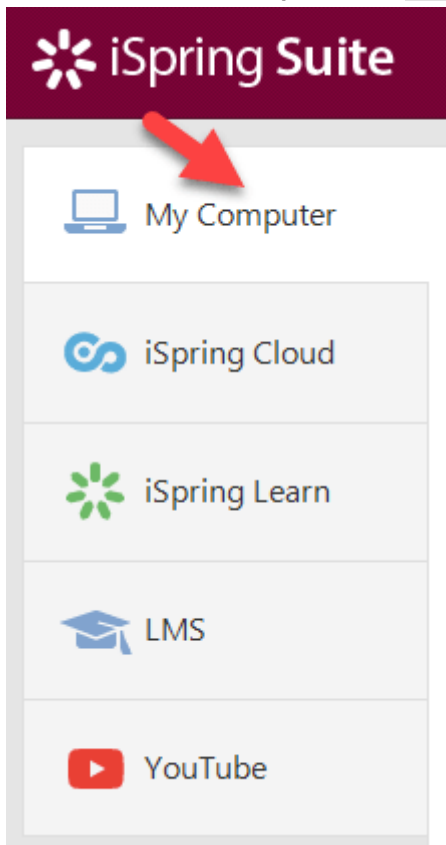 iSpring Suite
My Computer
iSpring Cloud
iSpring Learn
LMS
YouTube